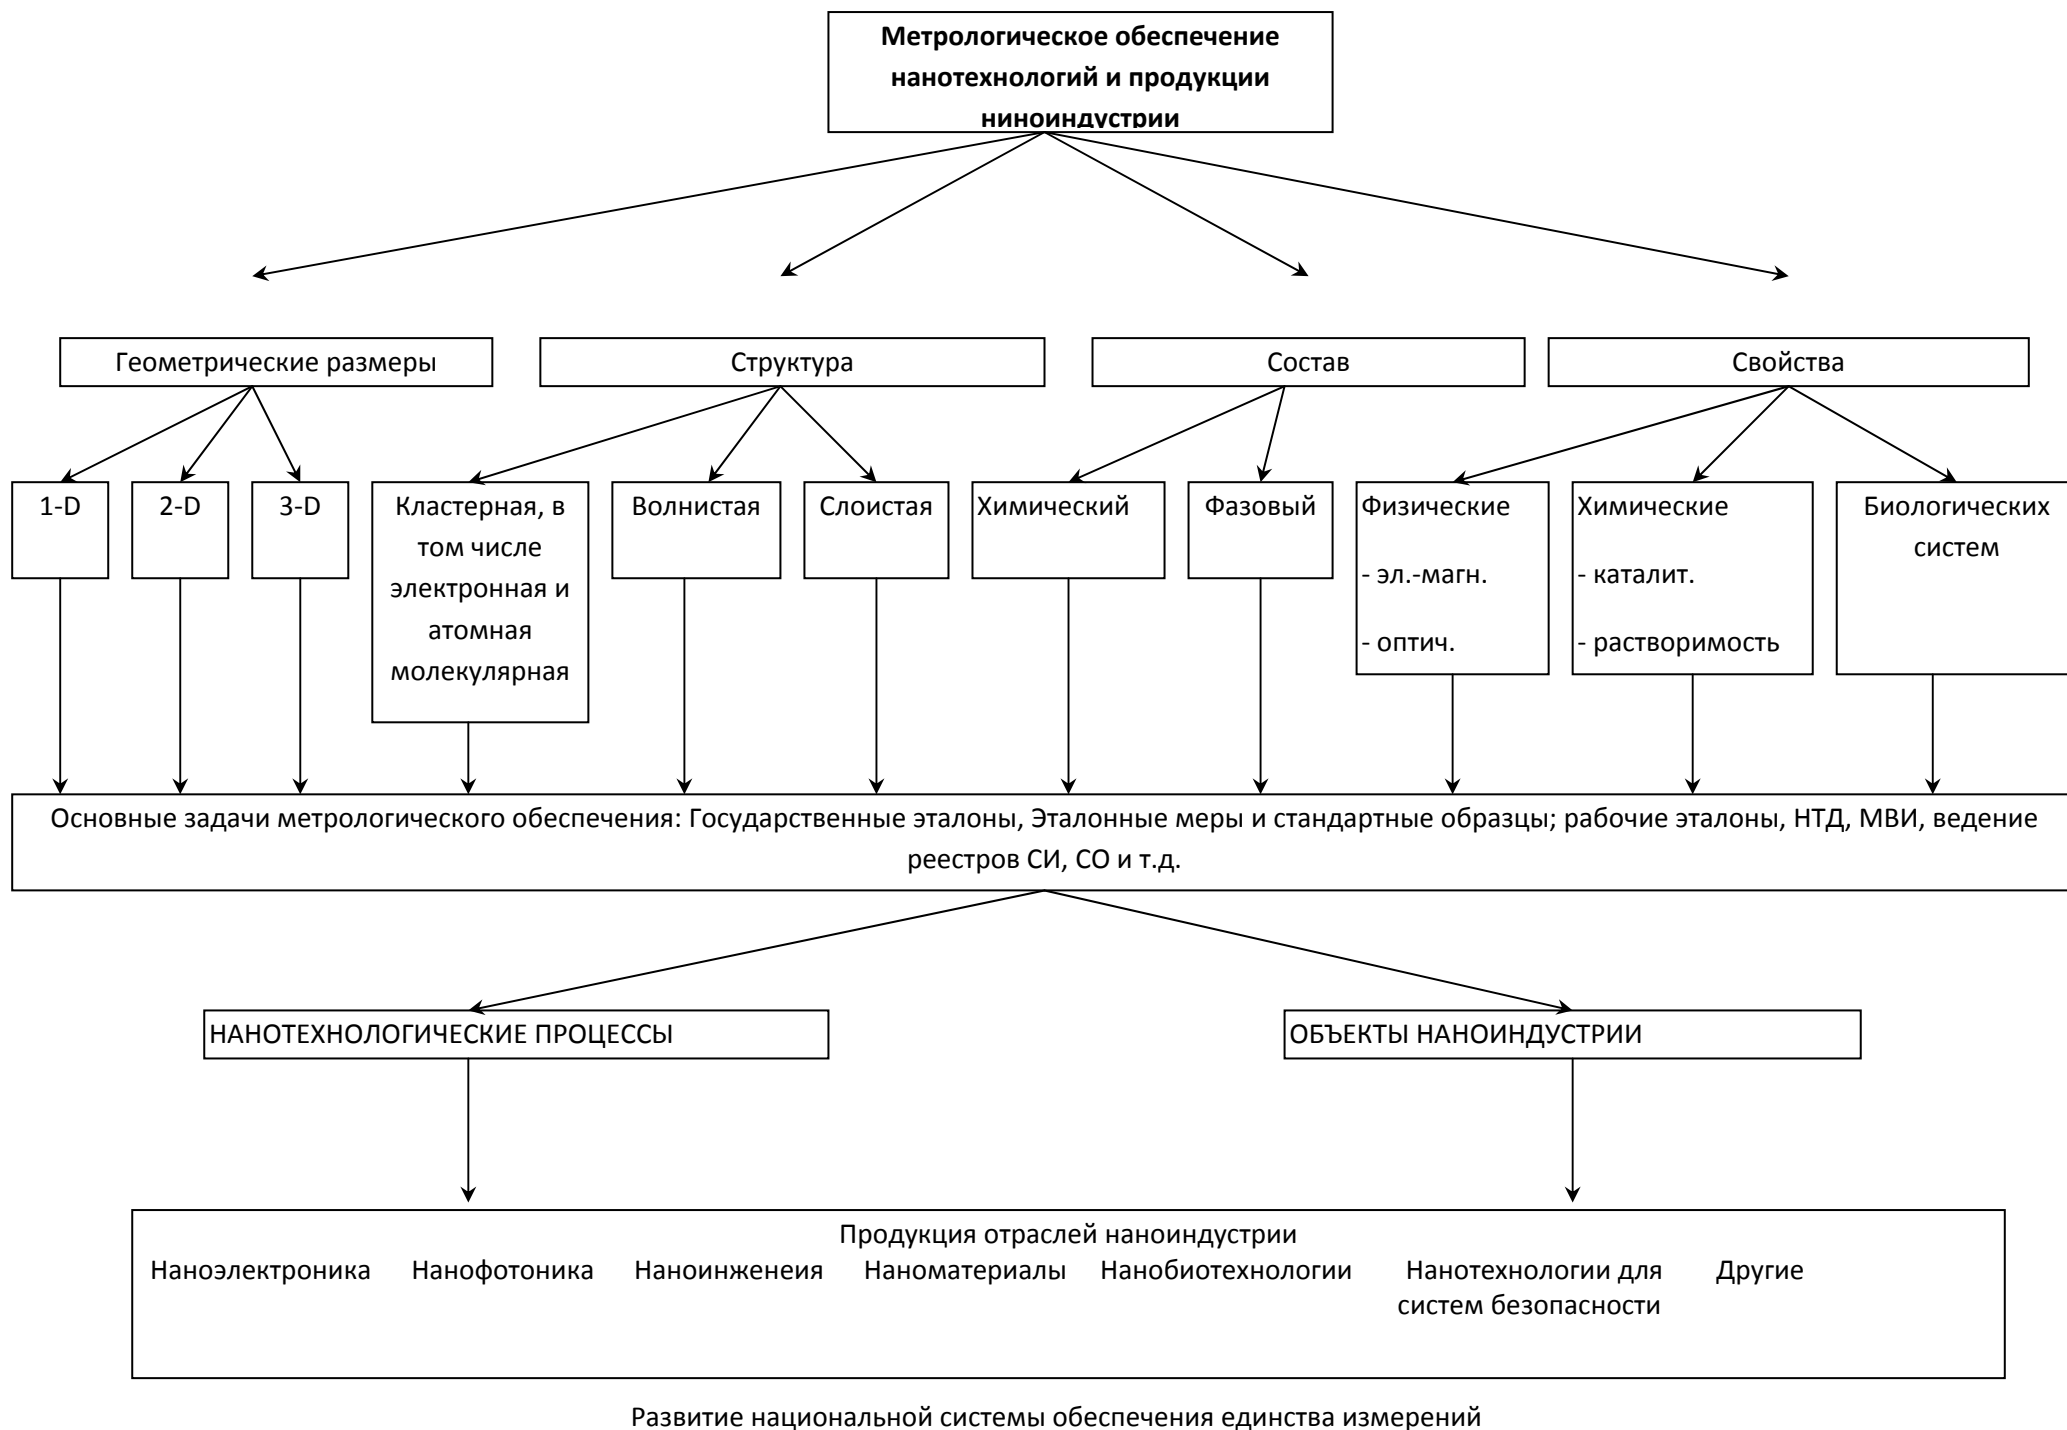 Метрологическое обеспечение
нанотехнологий и продукции
ниноиндустрии
Геометрические размеры
Структура
Состав
Свойства
1-D
2-D
3-D
Кластерная, в
том числе
электронная и
атомная
молекулярная
Волнистая
Слоистая
Химический
Фазовый
Физические
- эл.-магн.
- оптич.
Химические
- каталит.
- растворимость
Биологических
систем
Основные задачи метрологического обеспечения: Государственные эталоны, Эталонные меры и стандартные образцы; рабочие эталоны, НТД, МВИ, ведение
реестров СИ, СО и т.д.
НАНОТЕХНОЛОГИЧЕСКИЕ ПРОЦЕССЫ
ОБЪЕКТЫ НАНОИНДУСТРИИ
Продукция отраслей наноиндустрии
Наноэлектроника Нанофотоника Наноинженеия Наноматериалы Нанобиотехнологии Нанотехнологии для Другие
систем безопасности
Развитие национальной системы обеспечения единства измерений